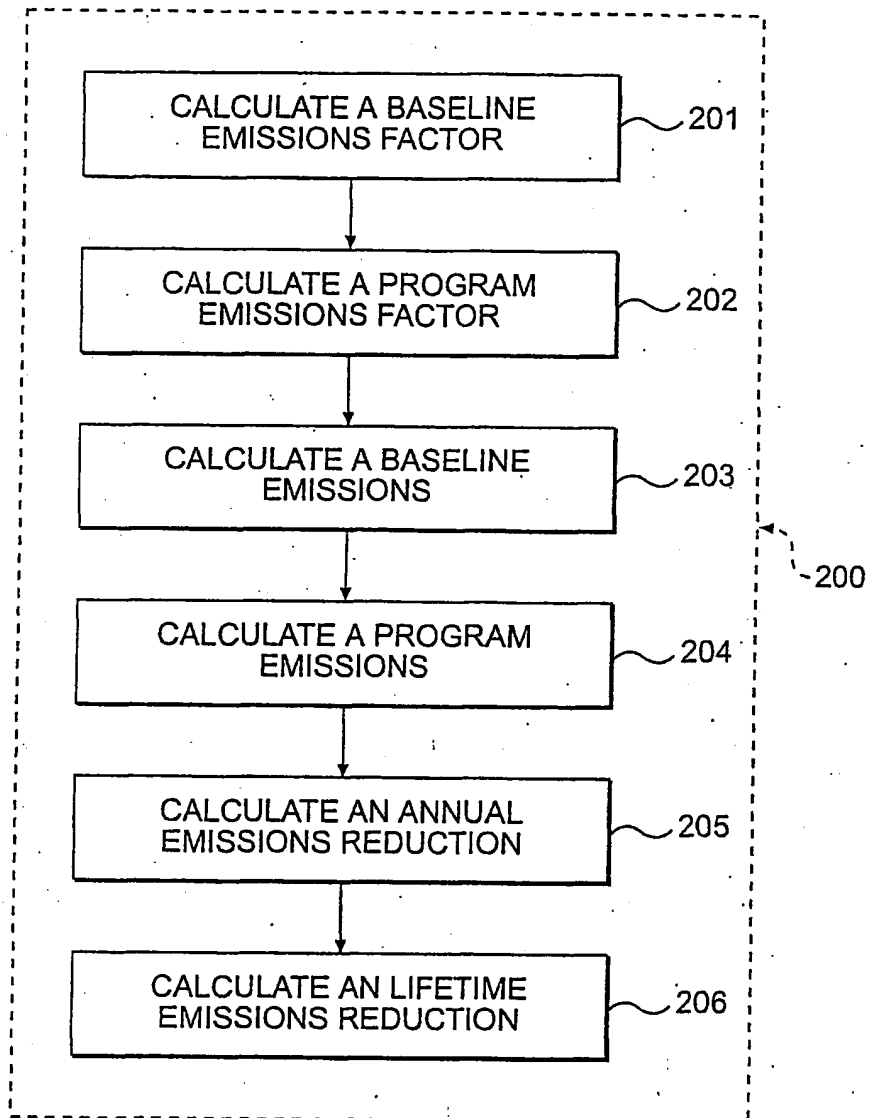 CALCULATE A BASELINE
EMISSIONS FACTOR
201
CALCULATE A PROGRAM
EMISSIONS FACTOR
202
CALCULATE A BASELINE
EMISSIONS
203
200
CALCULATE A PROGRAM
EMISSIONS
204
CALCULATE AN ANNUAL
EMISSIONS REDUCTION
205
CALCULATE AN LIFETIME
EMISSIONS REDUCTION
206